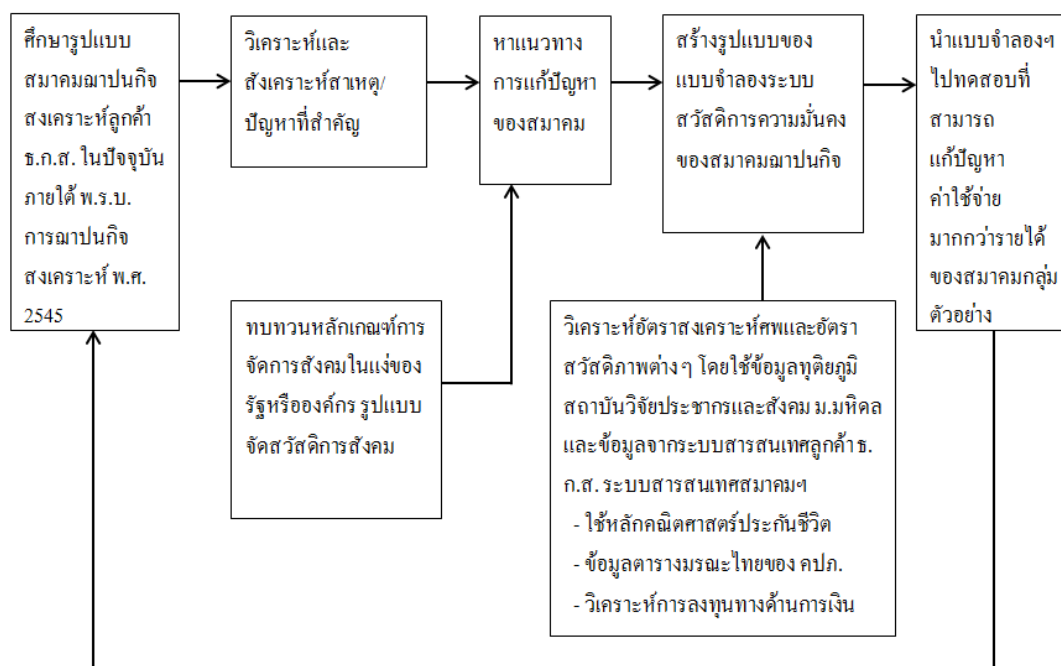 ศึกษารูปแบบ
สมาคมฌาปนกิจ
สงเคราะห์ลูกค้า
ธ.ก.ส. ในปัจจุบัน
ภายใต้ พ.ร.บ.
การฌาปนกิจ
สงเคราะห์ พ.ศ.
2545
วิเคราะห์และ
สังเคราะห์สาเหตุ/
ปัญหาที่สำคัญ
หาแนวทาง
การแก้ปัญหา
ของสมาคม
สร้างรูปแบบของ
แบบจำลองระบบ
สวัสดิการความมั่นคง
ของสมาคมฌาปนกิจ
นำแบบจำลองฯ
ไปทดสอบที่
สามารถ
แก้ปัญหา
ค่าใช้จ่าย
มากกว่ารายได้
ของสมาคมกลุ่ม
ตัวอย่าง
ทบทวนหลักเกณฑ์การ
จัดการสังคมในแง่ของ
รัฐหรือองค์กร รูปแบบ
จัดสวัสดิการสังคม
วิเคราะห์อัตราสงเคราะห์ศพและอัตรา
สวัสดิภาพต่าง ๆ โดยใช้ข้อมูลทุติยภูมิ
สถาบันวิจัยประชากรและสังคม ม.มหิดล
และข้อมูลจากระบบสารสนเทศลูกค้า ธ.
ก.ส. ระบบสารสนเทศสมาคมฯ
- ใช้หลักคณิตศาสตร์ประกันชีวิต
- ข้อมูลตารางมรณะไทยของ คปภ.
- วิเคราะห์การลงทุนทางด้านการเงิน